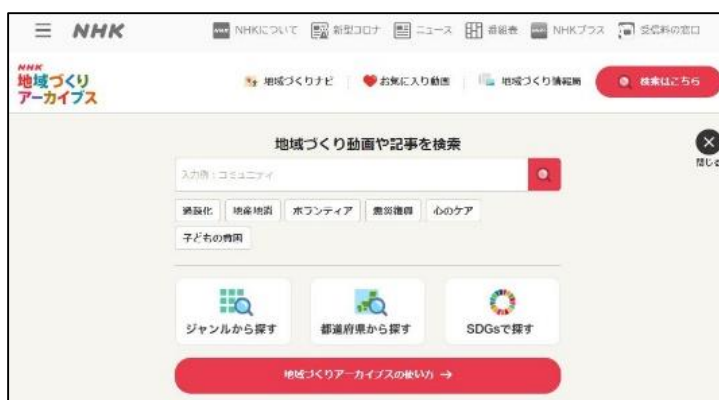 NHK NHKについて 新型コロナ ニュース 番組表 NHKプラス 受信料の窓口
NHK
地域づくり
アーカイブス
地域づくりナビ お気に入り動画 地域づくり情報局 検索はこちら
地域づくり動画や記事を検索
閉じる
入力例：コミュニティ
過疎化 地産地消 ボランティア 震災復興 心のケア
子どもの貧困
ジャンルから探す 都道府県から探す SDGsで探す
地域づくりアーカイブスの使い方 →